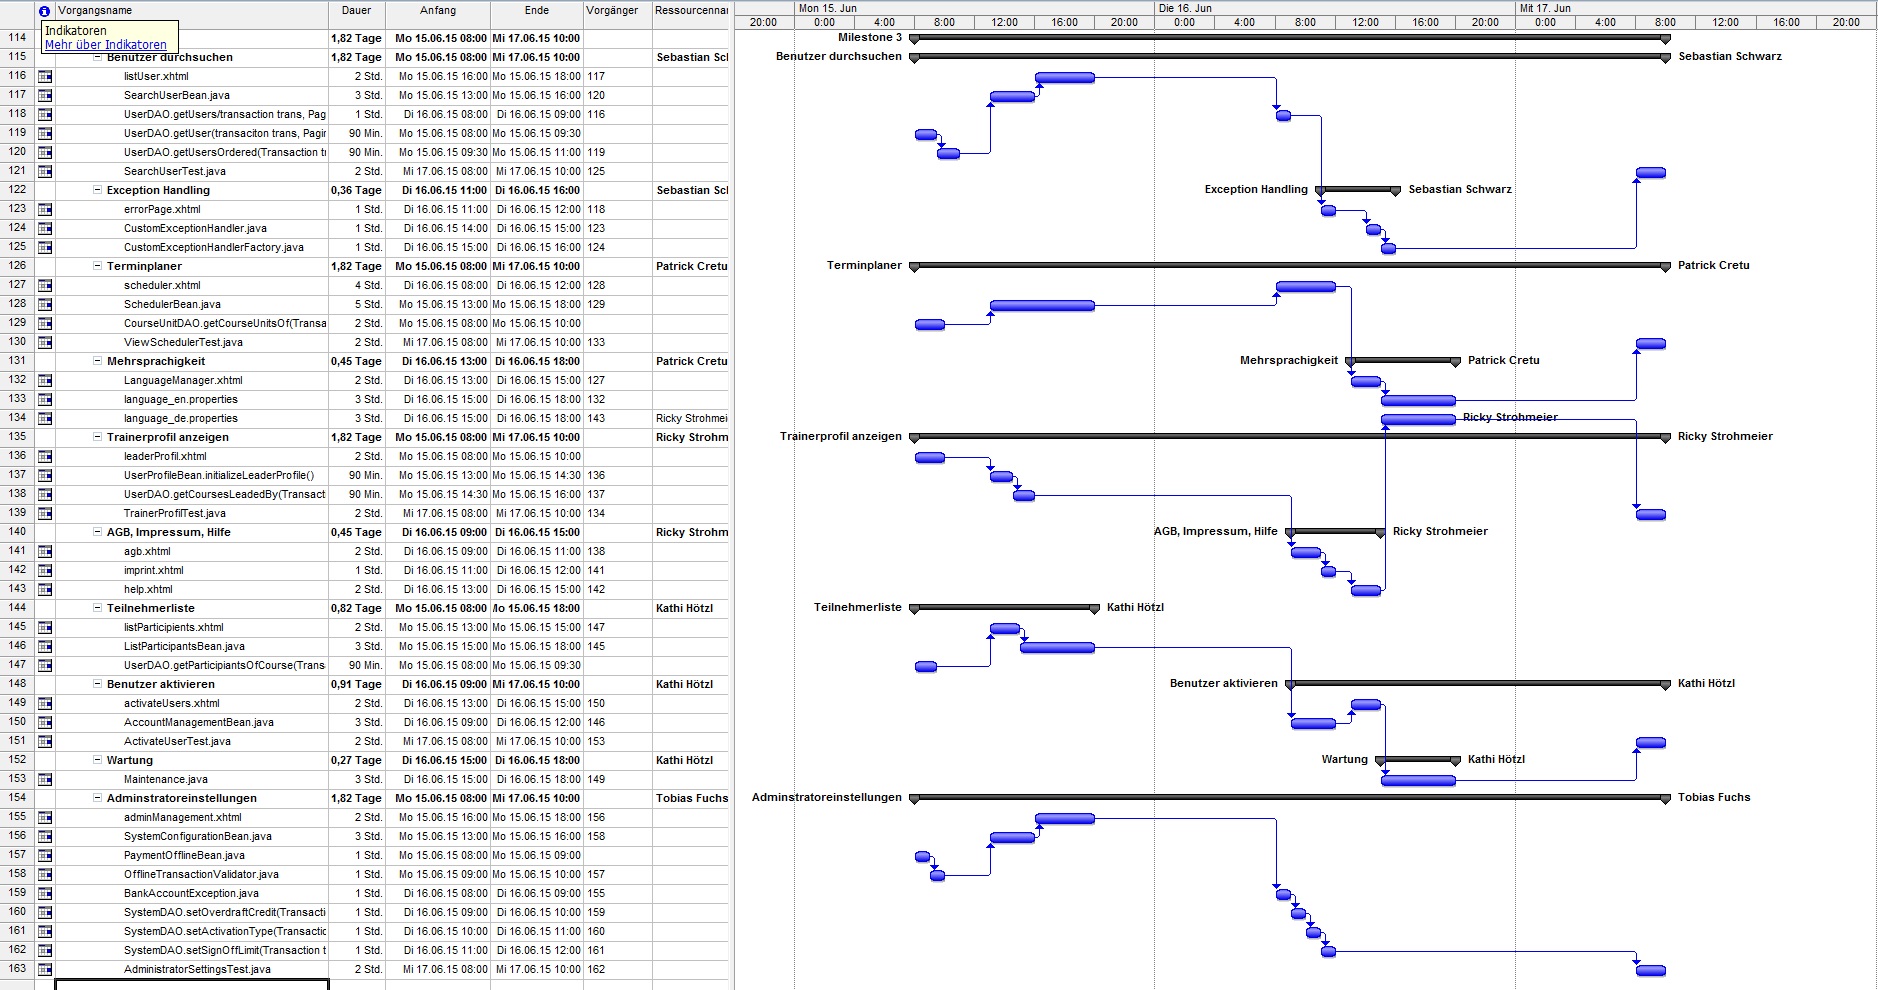 Vorgangsname Dauer Anfang Ende Vorgänger Ressourcennar
Mon 15. Jun Die 16. Jun Mit 17. Jun
20:00 0:00 4:00 8:00 12:00 16:00 20:00 0:00 4:00 8:00 12:00 16:00 20:00 0:00 4:00 8:00 12:00 16:00 20:00
Indikatoren
Mehr über Indikatoren
114 1,82 Tage Mo 15.06.15 08:00 Mi 17.06.15 10:00 Milestone 3
115 Benutzer durchsuchen 1,82 Tage Mo 15.06.15 08:00 Mi 17.06.15 10:00 Sebastian Scl Benutzer durchsuchen Sebastian Schwarz
116 listUser.xhtml 2 Std. Mo 15.06.15 16:00 Mo 15.06.15 18:00 117
117 SearchUserBean.java 3 Std. Mo 15.06.15 13:00 Mo 15.06.15 16:00 120
118 UserDAO.getUsers/transaction trans, Pag 1 Std. Di 16.06.15 08:00 Di 16.06.15 09:00 116
119 UserDAO.getUser(transaciton trans, Pagir 90 Min. Mo 15.06.15 08:00 Mo 15.06.15 09:30
120 UserDAO.getUsersOrdered(Transaction ti 90 Min. Mo 15.06.15 09:30 Mo 15.06.15 11:00 119
121 SearchUserTest.java 2 Std. Mi 17.06.15 08:00 Mi 17.06.15 10:00 125
122 Exception Handling 0,36 Tage Di 16.06.15 11:00 Di 16.06.15 16:00 Sebastian Scl Exception Handling Sebastian Schwarz
123 errorPage.xhtml 1 Std. Di 16.06.15 11:00 Di 16.06.15 12:00 118
124 CustomExceptionHandler.java 1 Std. Di 16.06.15 14:00 Di 16.06.15 15:00 123
125 CustomExceptionHandlerFactory.java 1 Std. Di 16.06.15 15:00 Di 16.06.15 16:00 124
126 Terminplaner 1,82 Tage Mo 15.06.15 08:00 Mi 17.06.15 10:00 Patrick Cretu Terminplaner Patrick Cretu
127 scheduler.xhtml 4 Std. Di 16.06.15 08:00 Di 16.06.15 12:00 128
128 SchedulerBean.java 5 Std. Mo 15.06.15 13:00 Mo 15.06.15 18:00 129
129 CourseUnitDAO.getCourseUnitsOf(Transa 2 Std. Mo 15.06.15 08:00 Mo 15.06.15 10:00
130 ViewSchedulerTest.java 2 Std. Mi 17.06.15 08:00 Mi 17.06.15 10:00 133
131 Mehrsprachigkeit 0,45 Tage Di 16.06.15 13:00 Di 16.06.15 18:00 Patrick Cretu Mehrsprachigkeit Patrick Cretu
132 LanguageManager.xhtml 2 Std. Di 16.06.15 13:00 Di 16.06.15 15:00 127
133 language_en.properties 3 Std. Di 16.06.15 15:00 Di 16.06.15 18:00 132
134 language_de.properties 3 Std. Di 16.06.15 15:00 Di 16.06.15 18:00 143 Ricky Strohmei Ricky Strohmeier
135 Trainerprofil anzeigen 1,82 Tage Mo 15.06.15 08:00 Mi 17.06.15 10:00 Ricky Strohm Trainerprofil anzeigen Ricky Strohmeier
136 leaderProfil.xhtml 2 Std. Mo 15.06.15 08:00 Mo 15.06.15 10:00
137 UserProfileBean.initializeLeaderProfile() 90 Min. Mo 15.06.15 13:00 Mo 15.06.15 14:30 136
138 UserDAO.getCoursesLeadedBy(Transact 90 Min. Mo 15.06.15 14:30 Mo 15.06.15 16:00 137
139 TrainerProfilTest.java 2 Std. Mi 17.06.15 08:00 Mi 17.06.15 10:00 134
140 AGB, Impressum, Hilfe 0,45 Tage Di 16.06.15 09:00 Di 16.06.15 15:00 Ricky Strohm AGB, Impressum, Hilfe Ricky Strohmeier
141 agb.xhtml 2 Std. Di 16.06.15 09:00 Di 16.06.15 11:00 138
142 imprint.xhtml 1 Std. Di 16.06.15 11:00 Di 16.06.15 12:00 141
143 help.xhtml 2 Std. Di 16.06.15 13:00 Di 16.06.15 15:00 142
144 Teilnehmerliste 0,82 Tage Mo 15.06.15 08:00 Mo 15.06.15 18:00 Kathi Hötzl Teilnehmerliste Kathi Hötzl
145 listParticipients.xhtml 2 Std. Mo 15.06.15 13:00 Mo 15.06.15 15:00 147
146 ListParticipantsBean.java 3 Std. Mo 15.06.15 15:00 Mo 15.06.15 18:00 145
147 UserDAO.getParticipiantsOfCourse(Trans 90 Min. Mo 15.06.15 08:00 Mo 15.06.15 09:30
148 Benutzer aktivieren 0,91 Tage Di 16.06.15 09:00 Mi 17.06.15 10:00 Kathi Hötzl Benutzer aktivieren Kathi Hötzl
149 activateUsers.xhtml 2 Std. Di 16.06.15 13:00 Di 16.06.15 15:00 150
150 AccountManagementBean.java 3 Std. Di 16.06.15 09:00 Di 16.06.15 12:00 146
151 ActivateUserTest.java 2 Std. Mi 17.06.15 08:00 Mi 17.06.15 10:00 153
152 Wartung 0,27 Tage Di 16.06.15 15:00 Di 16.06.15 18:00 Kathi Hötzl Wartung Kathi Hötzl
153 Maintenance.java 3 Std. Di 16.06.15 15:00 Di 16.06.15 18:00 149
154 Adminstratoreinstellungen 1,82 Tage Mo 15.06.15 08:00 Mi 17.06.15 10:00 Tobias Fuchs Adminstratoreinstellungen Tobias Fuchs
155 adminManagement.xhtml 2 Std. Mo 15.06.15 16:00 Mo 15.06.15 18:00 156
156 SystemConfigurationBean.java 3 Std. Mo 15.06.15 13:00 Mo 15.06.15 16:00 158
157 PaymentOfflineBean.java 1 Std. Mo 15.06.15 08:00 Mo 15.06.15 09:00
158 OfflineTransactionValidator.java 1 Std. Mo 15.06.15 09:00 Mo 15.06.15 10:00 157
159 BankAccountException.java 1 Std. Di 16.06.15 08:00 Di 16.06.15 09:00 155
160 SystemDAO.setOverdraftCredit(Transacti 1 Std. Di 16.06.15 09:00 Di 16.06.15 10:00 159
161 SystemDAO.setActivationType(Transactic 1 Std. Di 16.06.15 10:00 Di 16.06.15 11:00 160
162 SystemDAO.setSignOffLimit(Transaction t 1 Std. Di 16.06.15 11:00 Di 16.06.15 12:00 161
163 AdministratorSettingsTest.java 2 Std. Mi 17.06.15 08:00 Mi 17.06.15 10:00 162